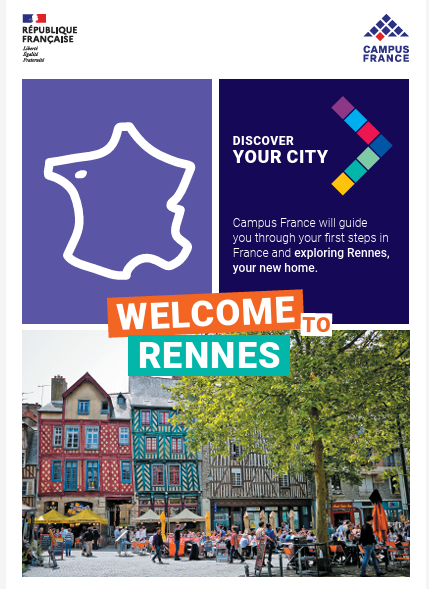 RÉPUBLIQUE
FRANÇAISE
Liberté
Égalité
Fraternité
CAMPUS
FRANCE
DISCOVER
YOUR CITY
Campus France will guide
you through your first steps in
France and exploring Rennes,
your new home.
WELCOME
TO
RENNES